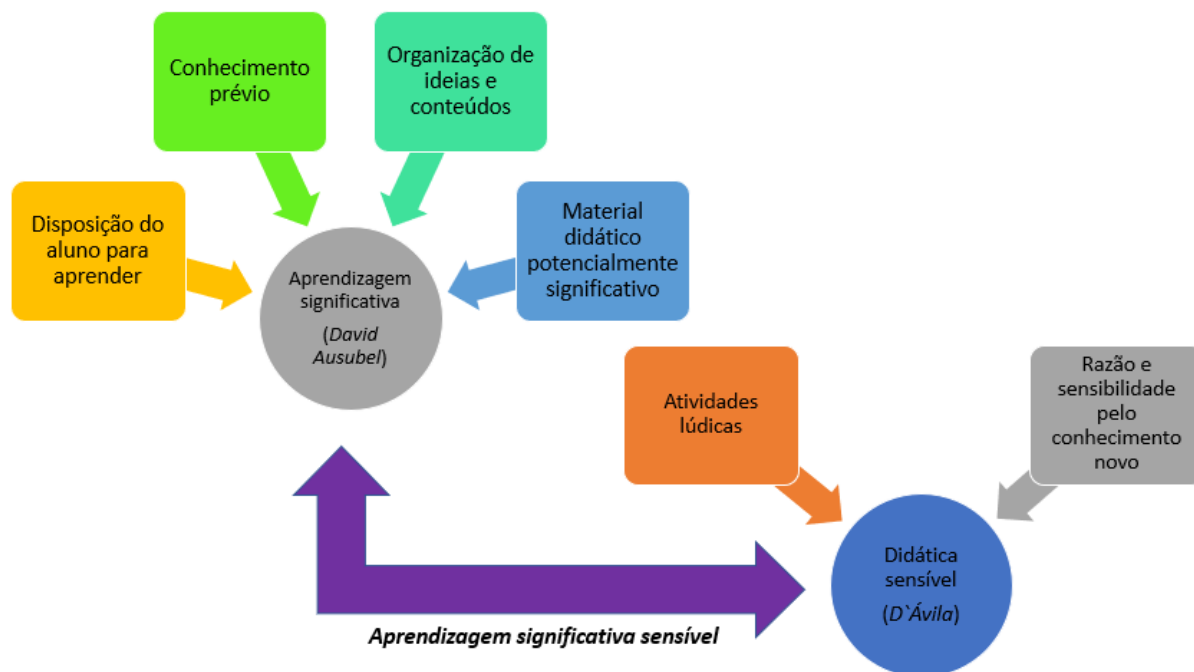 Conhecimento
prévio
Organização de
ideias e
conteúdos
Disposição do
aluno para
aprender
Material
didático
potencialmente
significativo
Aprendizagem
significativa
(David
Ausubel)
Atividades
lúdicas
Razão e
sensibilidade
pelo
conhecimento
novo
Didática
sensível
(D`Ávila)
Aprendizagem significativa sensível